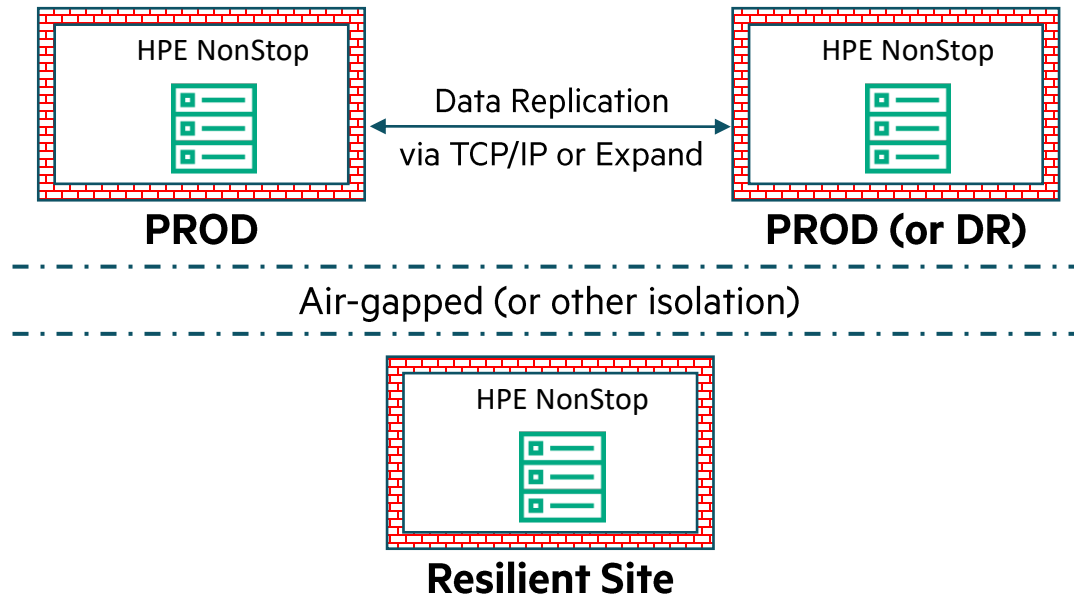 HPE NonStop
HPE NonStop
Data Replication
via TCP/IP or Expand
PROD
PROD (or DR)
Air-gapped (or other isolation)
HPE NonStop
Resilient Site